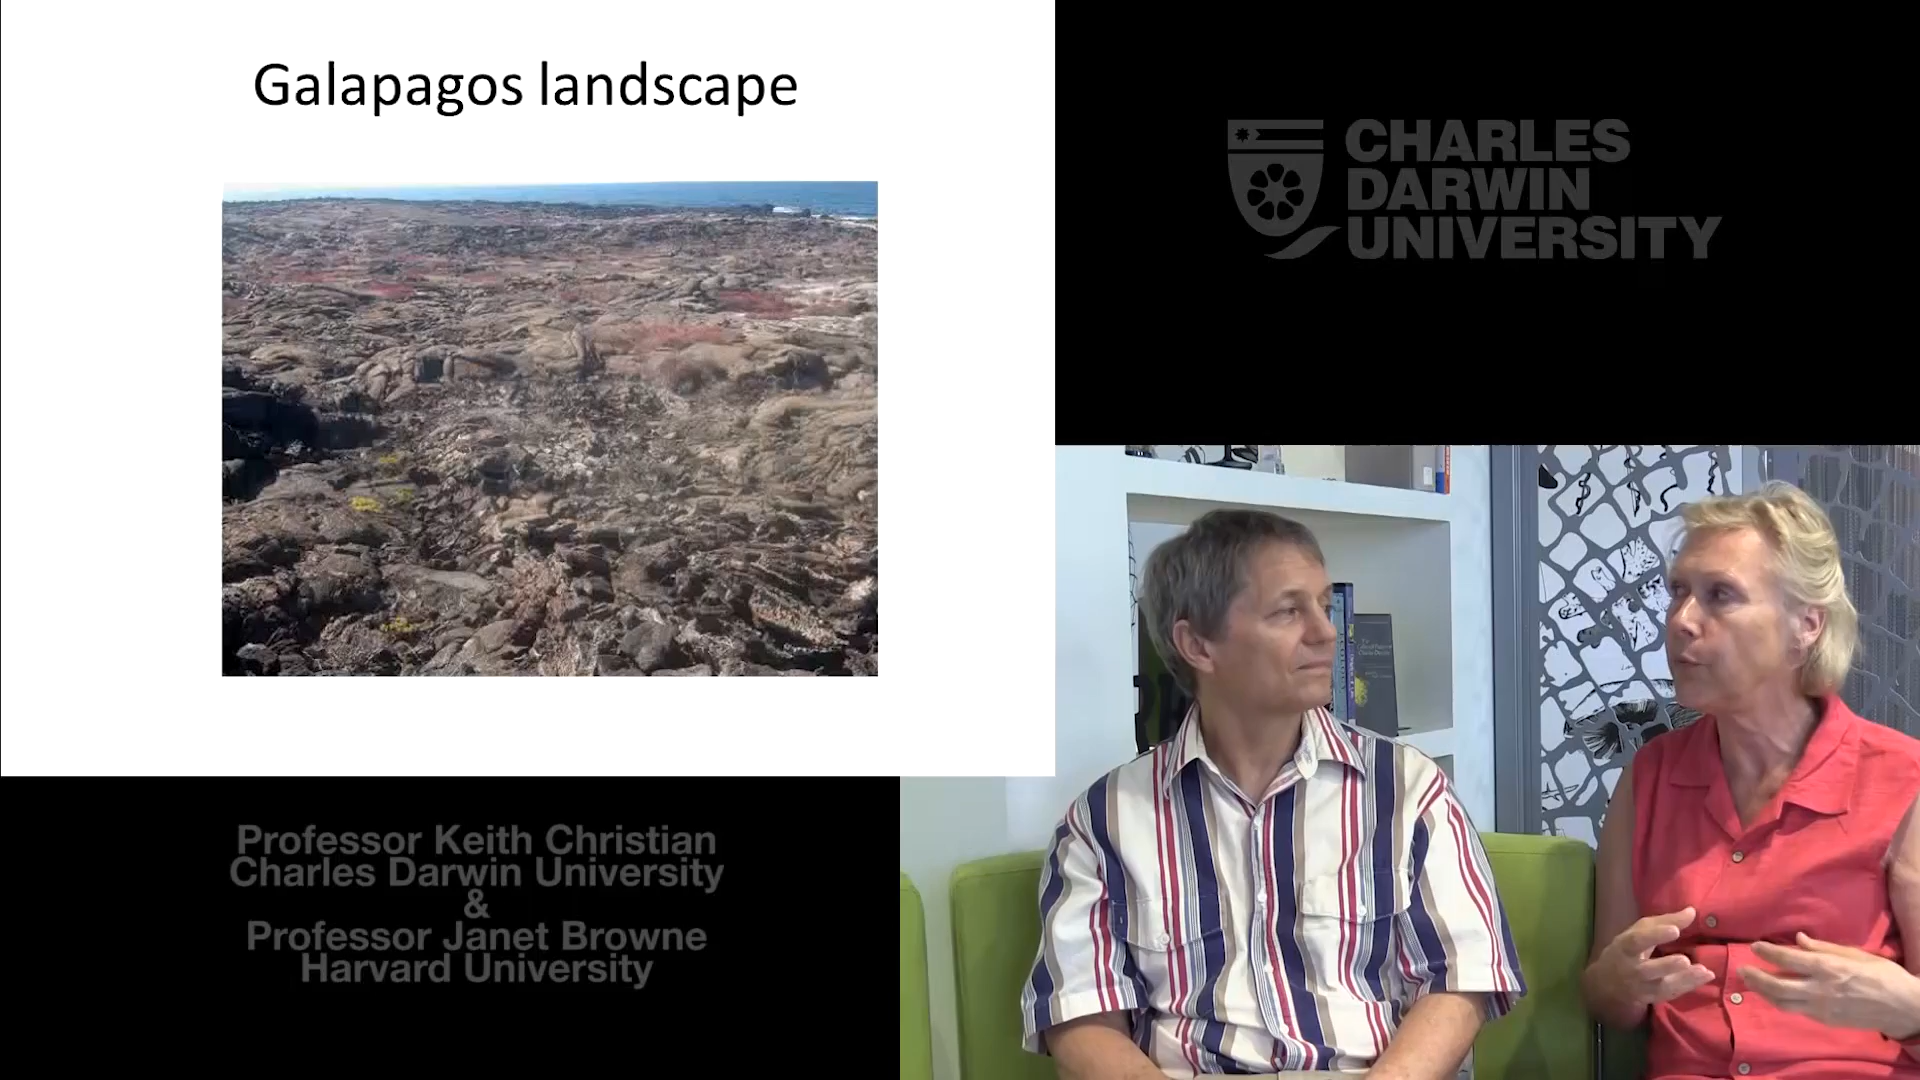 Galapagos landscape
CHARLES
DARWIN
UNIVERSITY
Professor Keith Christian
Charles Darwin University
&
Professor Janet Browne
Harvard University